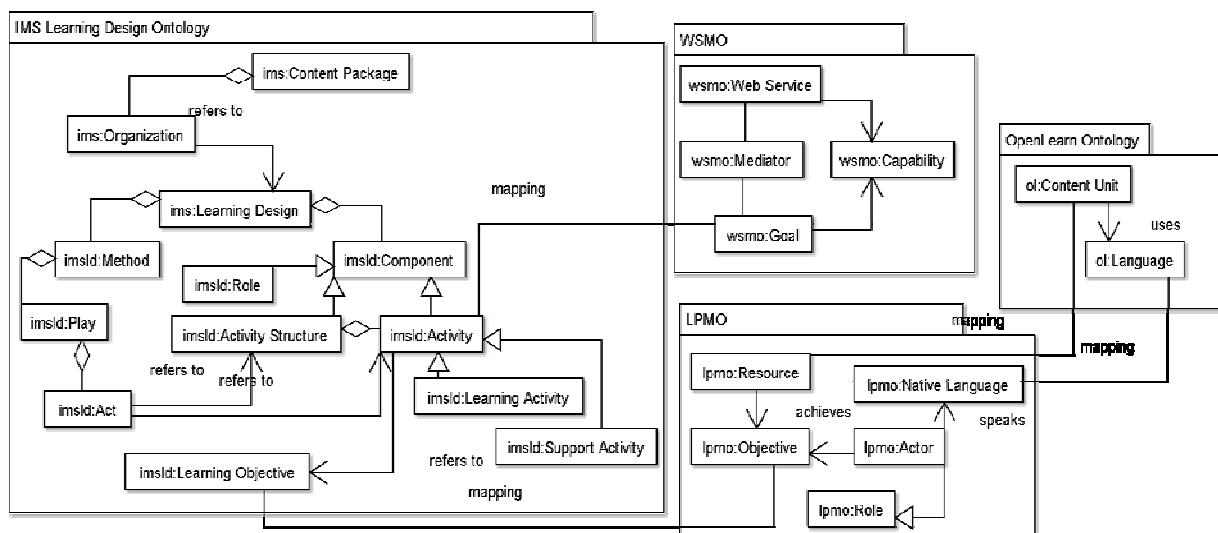 IMS Learning Design Ontology
ims:Content Package
refers to
ims:Organization
ims:Learning Design
imsld:Method
imsld:Component
imsld:Role
imsld:Play
imsld:Activity Structure
imsld:Activity
refers to
refers to
imsld:Act
imsld:Learning Activity
imsld:Support Activity
refers to
imsld:Learning Objective
mapping
mapping
WSMO
wsmo:Web Service
wsmo:Mediator
wsmo:Capability
wsmo:Goal
OpenLearn Ontology
ol:Content Unit
uses
ol:Language
mapping
mapping
LPMO
lpmo:Resource
lpmo:Native Language
achieves
speaks
lpmo:Objective
lpmo:Actor
lpmo:Role